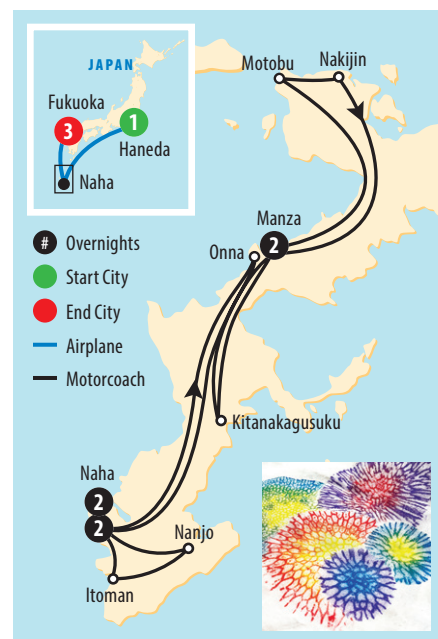 JAPAN
Fukuoka
3
1
Haneda
Naha
Motobu
Nakijin
Manza
2
Onna
# Overnights
Start City
End City
Airplane
Motorcoach
Kitanakagusuku
Naha
2
2
Nanjo
Itoman